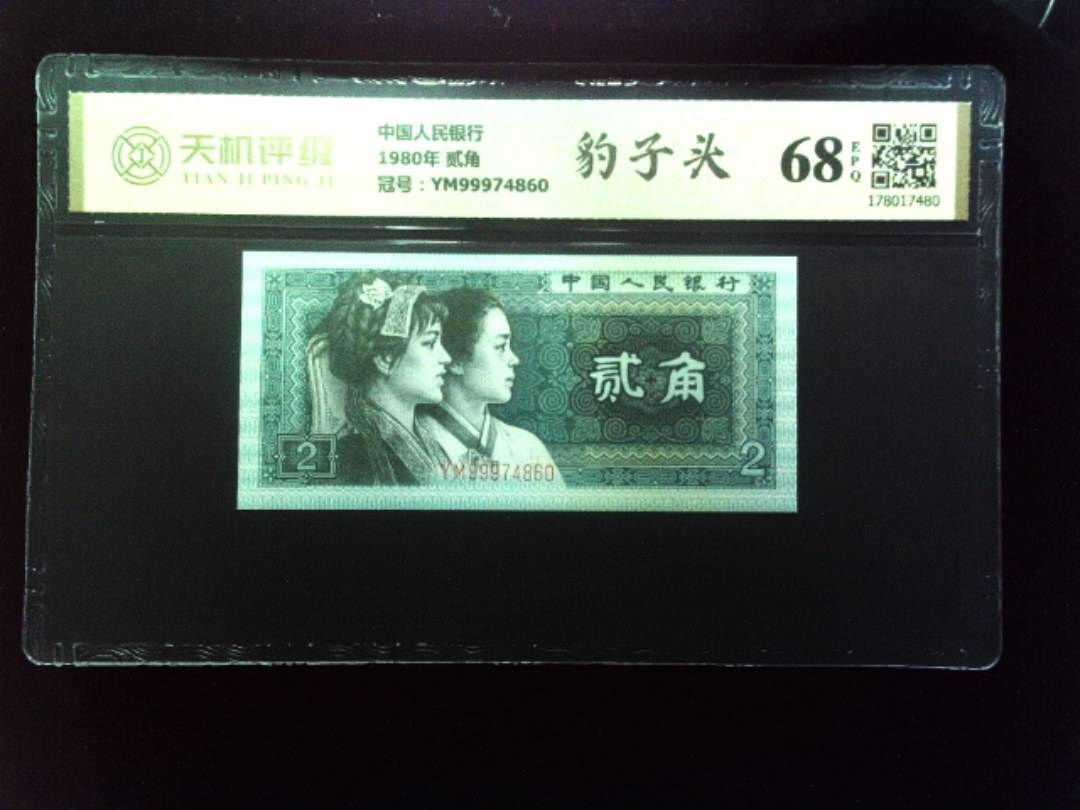 天机评级
TIAN JI PING JI
中国人民银行
1980年 贰角
冠号：YM99974860
豹子头
68
EPQ
178017480
中国人民银行
贰角
2
YM99974860
2